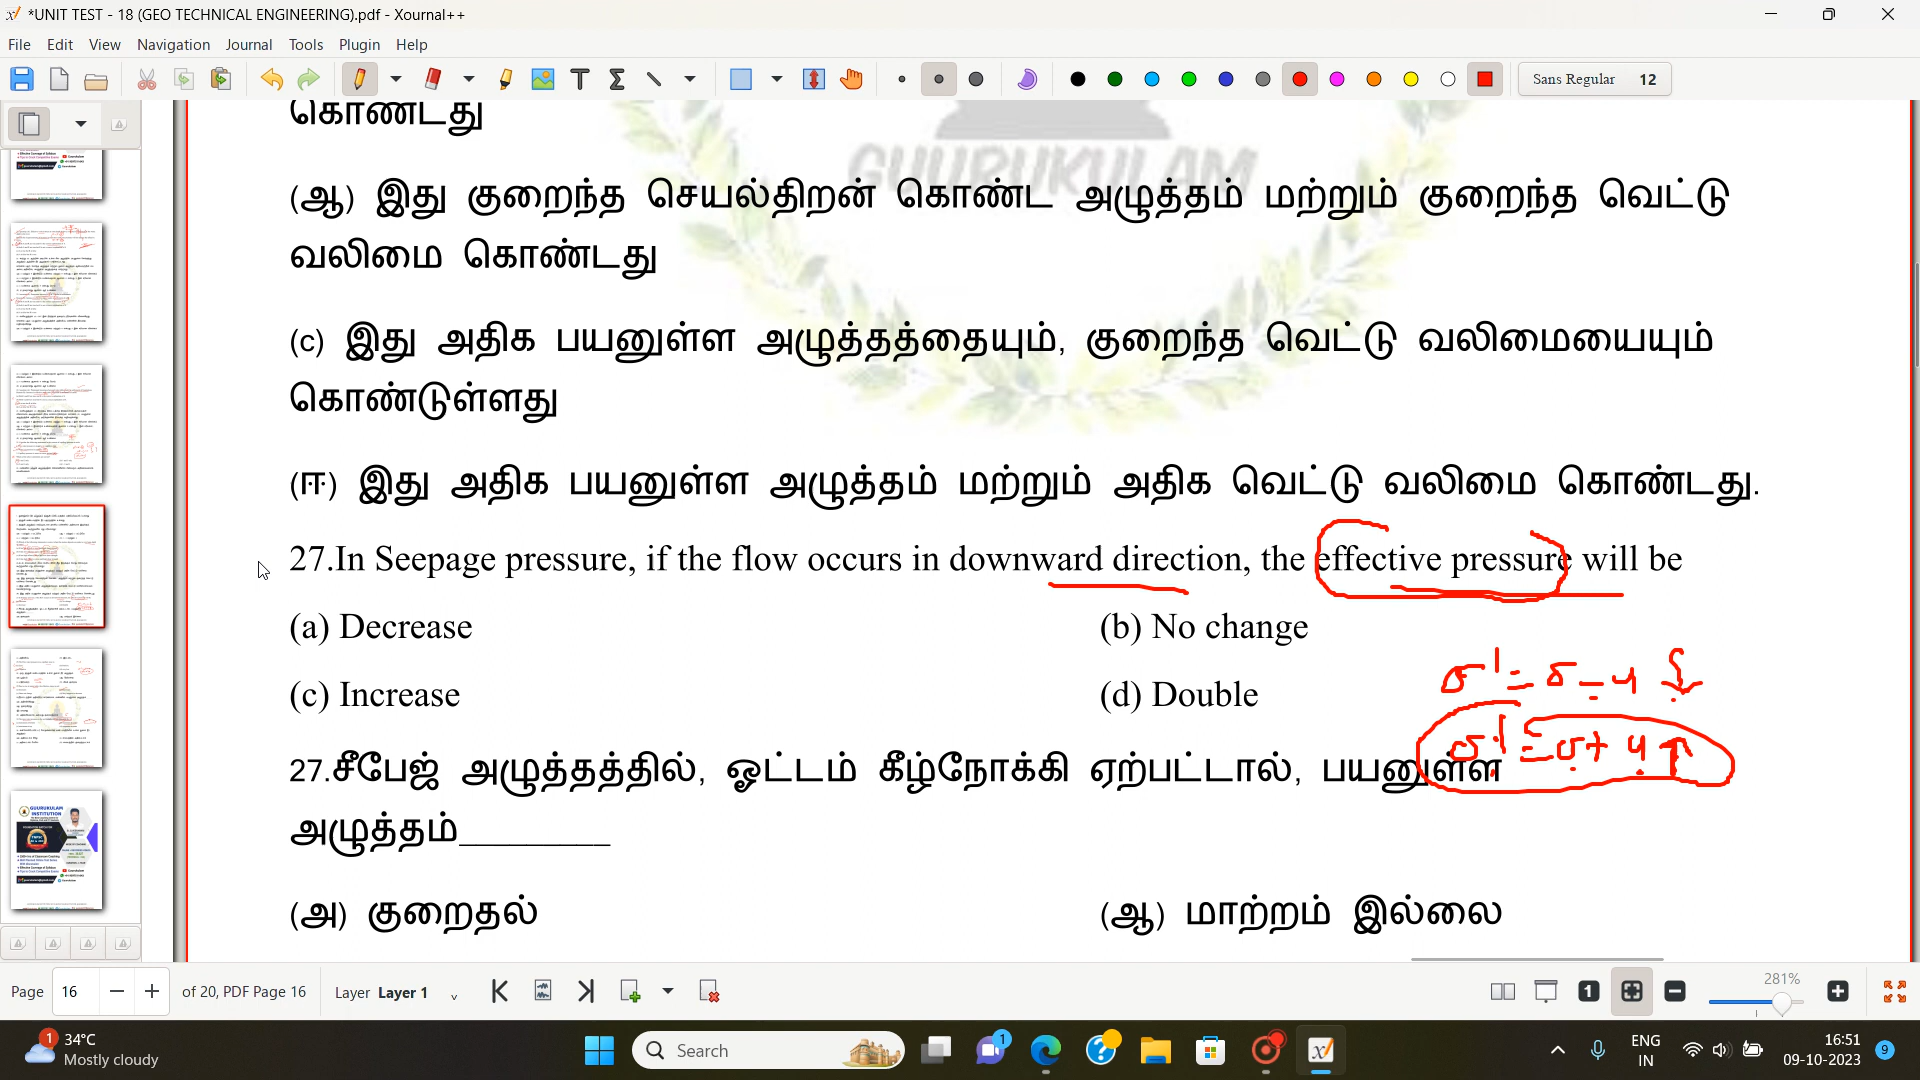 *UNIT TEST - 18 (GEO TECHNICAL ENGINEERING).pdf - Xournal++
File Edit View Navigation Journal Tools Plugin Help
Sans Regular 12
கொண்டது
GUURUKULAM
(ஆ) இது குறைந்த செயல்திறன் கொண்ட அழுத்தம் மற்றும் குறைந்த வெட்டு
வலிமை கொண்டது
(c) இது அதிக பயனுள்ள அழுத்தத்தையும், குறைந்த வெட்டு வலிமையையும்
கொண்டுள்ளது
(ஈ) இது அதிக பயனுள்ள அழுத்தம் மற்றும் அதிக வெட்டு வலிமை கொண்டது.
27.In Seepage pressure, if the flow occurs in downward direction, the effective pressure will be
(a) Decrease (b) No change
σ' = σ - u ↓
(c) Increase (d) Double
σ' = σ + u ↑
27.சீபேஜ் அழுத்தத்தில், ஓட்டம் கீழ்நோக்கி ஏற்பட்டால், பயனுள்ள
அழுத்தம்_________
(அ) குறைதல் (ஆ) மாற்றம் இல்லை
Page 16 of 20, PDF Page 16 Layer Layer 1 281%
34°C
Mostly cloudy
Search
ENG
IN
16:51
09-10-2023